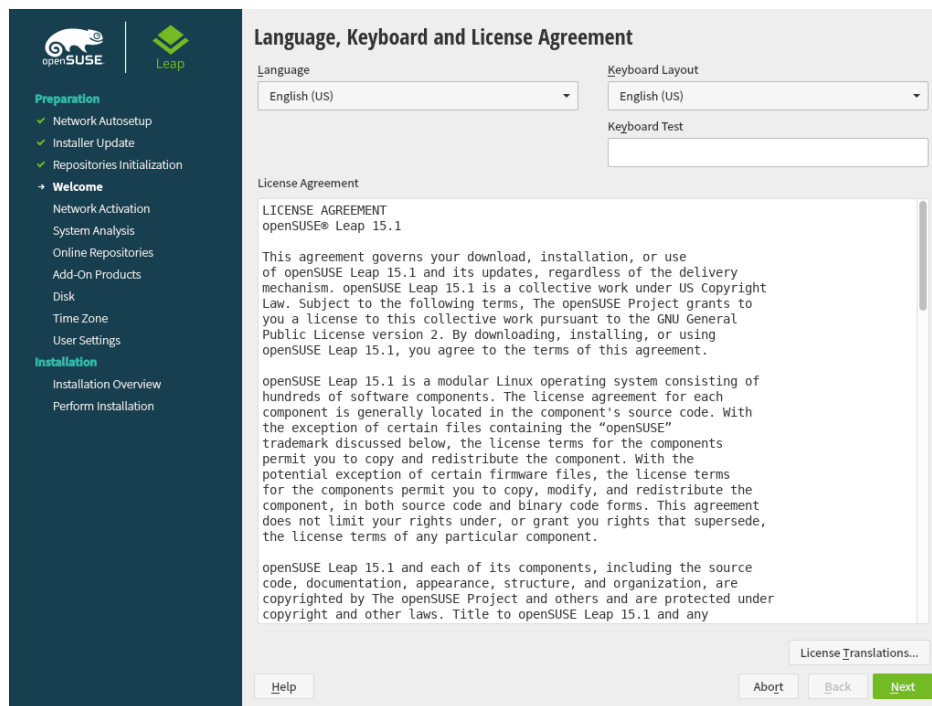 openSUSE
Leap
Preparation
Network Autosetup
Installer Update
Repositories Initialization
Welcome
Network Activation
System Analysis
Online Repositories
Add-On Products
Disk
Time Zone
User Settings
Installation
Installation Overview
Perform Installation
Language, Keyboard and License Agreement
Language
English (US)
Keyboard Layout
English (US)
Keyboard Test
License Agreement
LICENSE AGREEMENT
openSUSE® Leap 15.1
This agreement governs your download, installation, or use
of openSUSE Leap 15.1 and its updates, regardless of the delivery
mechanism. openSUSE Leap 15.1 is a collective work under US Copyright
Law. Subject to the following terms, The openSUSE Project grants to
you a license to this collective work pursuant to the GNU General
Public License version 2. By downloading, installing, or using
openSUSE Leap 15.1, you agree to the terms of this agreement.
openSUSE Leap 15.1 is a modular Linux operating system consisting of
hundreds of software components. The license agreement for each
component is generally located in the component's source code. With
the exception of certain files containing the “openSUSE”
trademark discussed below, the license terms for the components
permit you to copy and redistribute the component. With the
potential exception of certain firmware files, the license terms
for the components permit you to copy, modify, and redistribute the
component, in both source code and binary code forms. This agreement
does not limit your rights under, or grant you rights that supersede,
the license terms of any particular component.
openSUSE Leap 15.1 and each of its components, including the source
code, documentation, appearance, structure, and organization, are
copyrighted by The openSUSE Project and others and are protected under
copyright and other laws. Title to openSUSE Leap 15.1 and any
License Translations...
Help
Abort
Back
Next